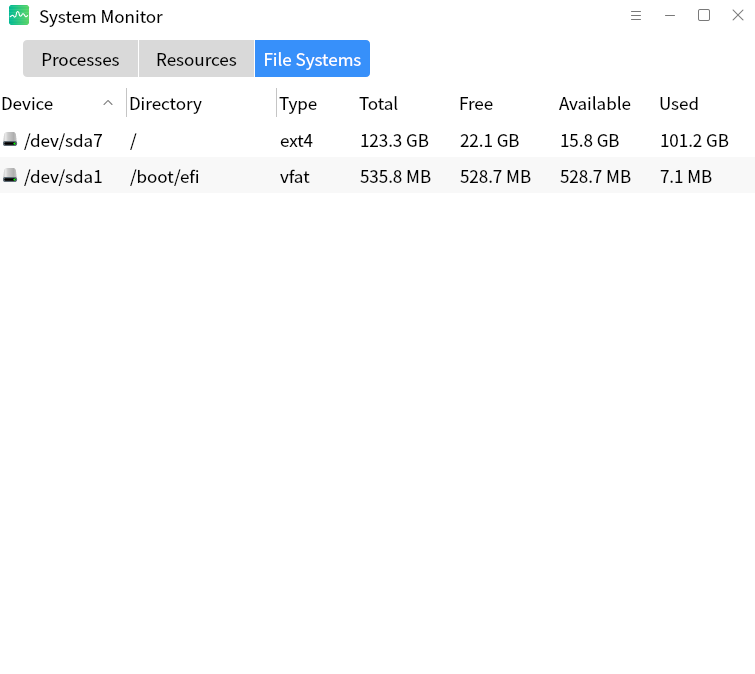 System Monitor
Processes Resources File Systems
Device Directory Type Total Free Available Used
/dev/sda7 / ext4 123.3 GB 22.1 GB 15.8 GB 101.2 GB
/dev/sda1 /boot/efi vfat 535.8 MB 528.7 MB 528.7 MB 7.1 MB